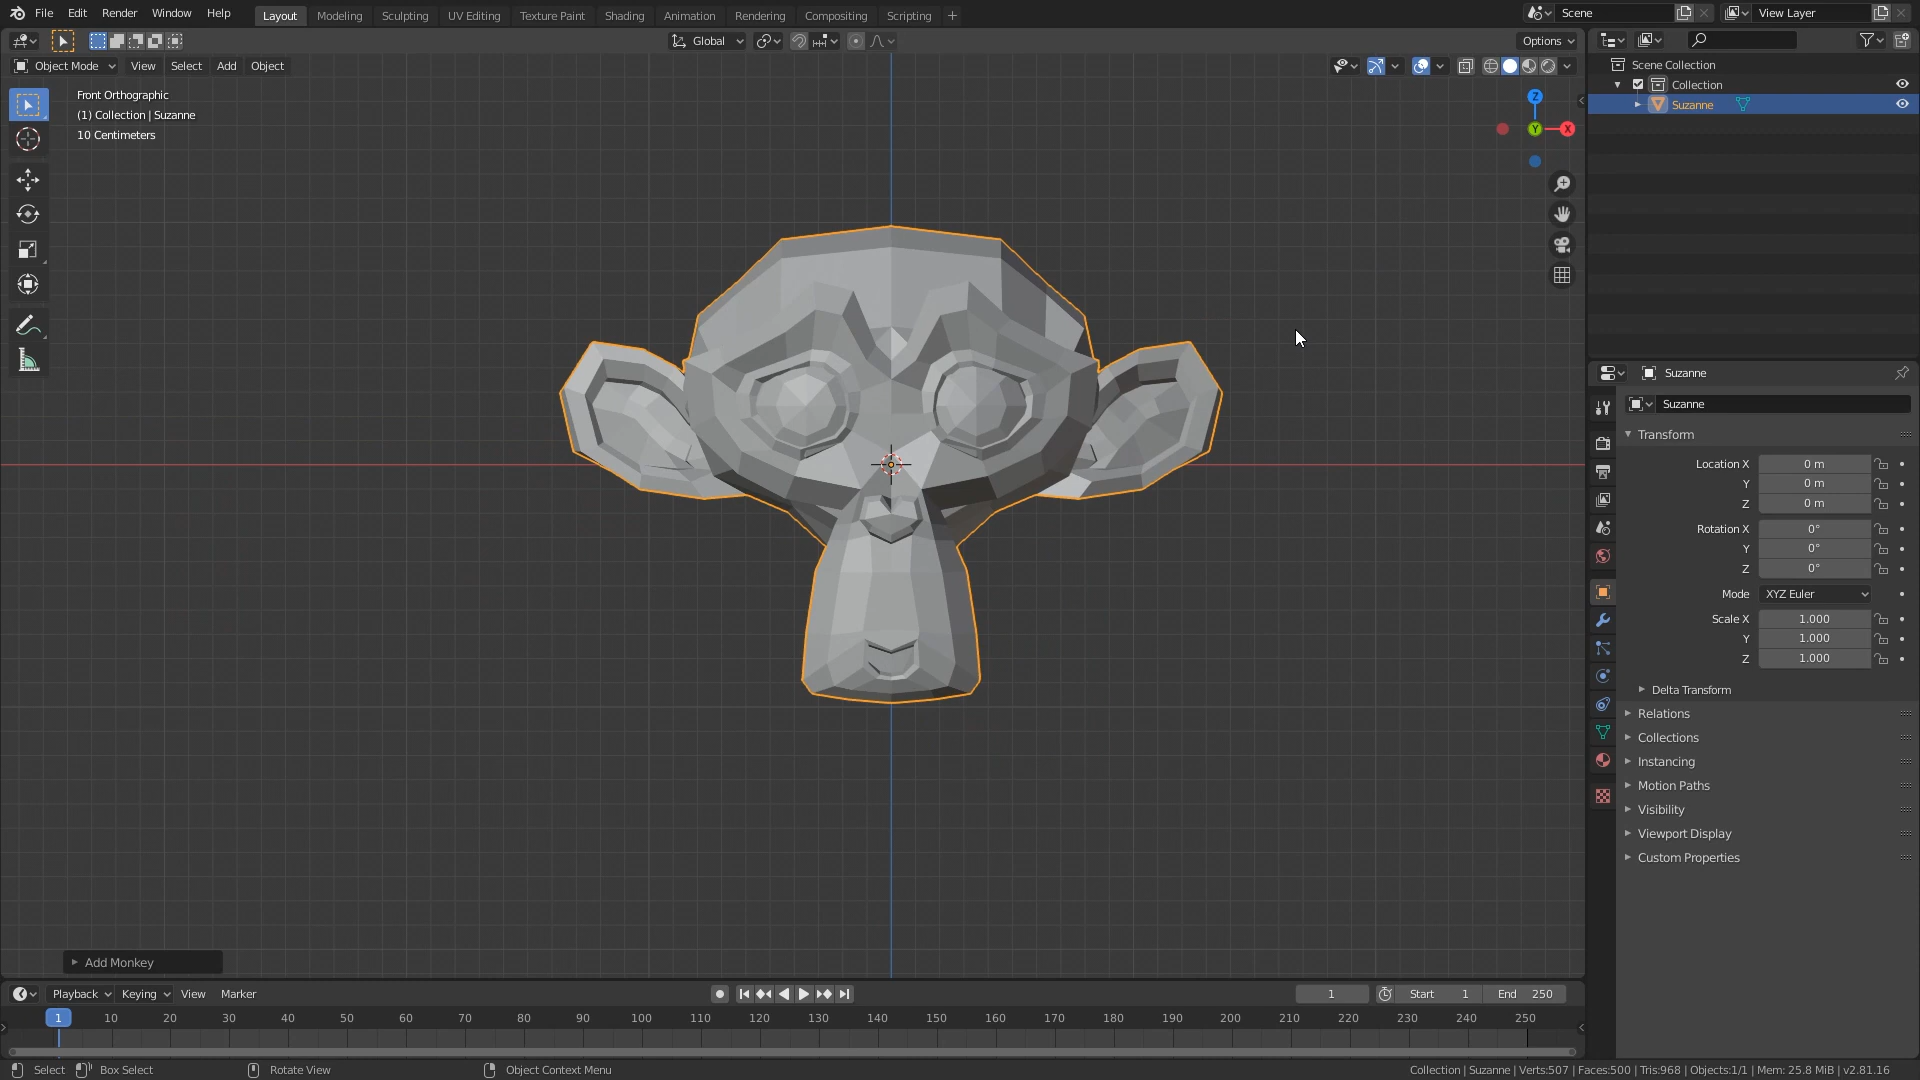 File Edit Render Window Help Layout Modeling Sculpting UV Editing Texture Paint Shading Animation Rendering Compositing Scripting + Scene View Layer
Global Options
Object Mode View Select Add Object
Front Orthographic
(1) Collection | Suzanne
10 Centimeters
Z
Y
X
Scene Collection
Collection
Suzanne
Suzanne
Suzanne
Transform
Location X 0 m
Y 0 m
Z 0 m
Rotation X 0°
Y 0°
Z 0°
Mode XYZ Euler
Scale X 1.000
Y 1.000
Z 1.000
Delta Transform
Relations
Collections
Instancing
Motion Paths
Visibility
Viewport Display
Custom Properties
Add Monkey
Playback Keying View Marker 1 Start 1 End 250
1 10 20 30 40 50 60 70 80 90 100 110 120 130 140 150 160 170 180 190 200 210 220 230 240 250
Select Box Select Rotate View Object Context Menu Collection | Suzanne | Verts:507 | Faces:500 | Tris:968 | Objects:1/1 | Mem: 25.8 MiB | v2.81.16